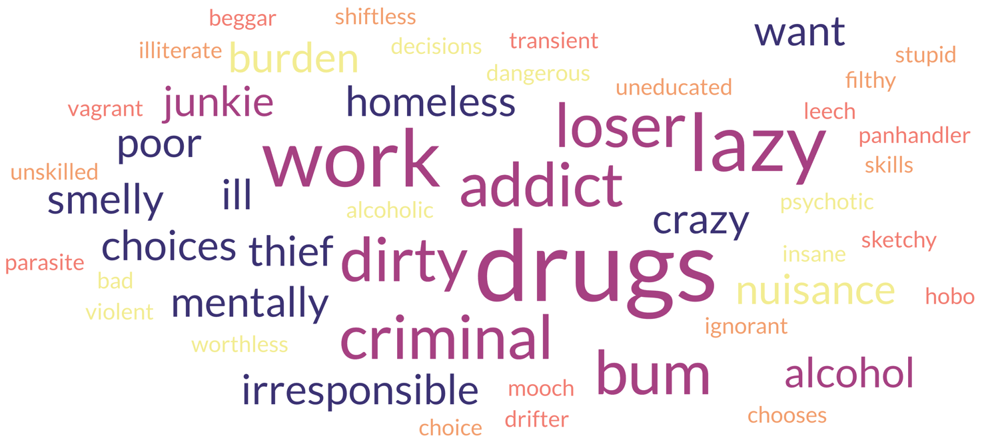 beggar
shiftless
want
illiterate
burden
decisions
transient
stupid
dangerous
filthy
uneducated
vagrant
junkie
homeless
leech
loser
lazy
panhandler
poor
work
skills
unskilled
addict
smelly
ill
alcoholic
crazy
psychotic
choices
thief
dirty
drugs
sketchy
insane
parasite
bad
nuisance
hobo
mentally
violent
ignorant
worthless
criminal
bum
alcohol
irresponsible
mooch
drifter
chooses
choice